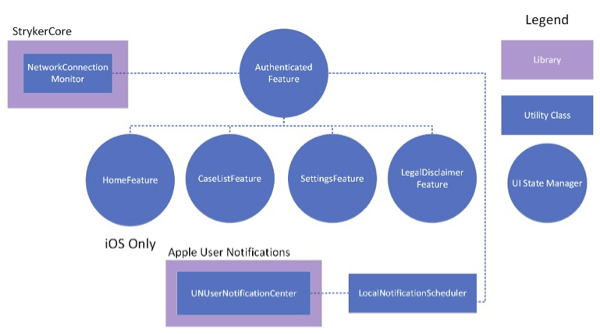 Legend
StrykerCore
NetworkConnection
Monitor
Authenticated
Feature
Library
Utility Class
HomeFeature
CaseListFeature
SettingsFeature
LegalDisclaimer
Feature
UI State Manager
iOS Only
Apple User Notifications
UNUserNotificationCenter
LocalNotificationScheduler